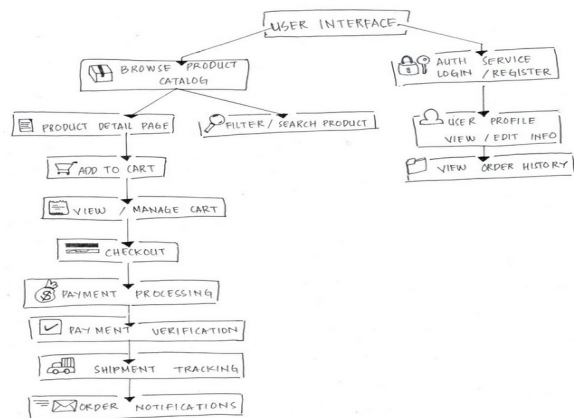 USER INTERFACE
BROWSE PRODUCT
CATALOG
AUTH SERVICE
LOGIN / REGISTER
PRODUCT DETAIL PAGE
FILTER / SEARCH PRODUCT
USER PROFILE
VIEW / EDIT INFO
ADD TO CART
VIEW ORDER HISTORY
VIEW / MANAGE CART
CHECKOUT
$
PAYMENT PROCESSING
PAYMENT VERIFICATION
SHIPMENT TRACKING
ORDER NOTIFICATIONS